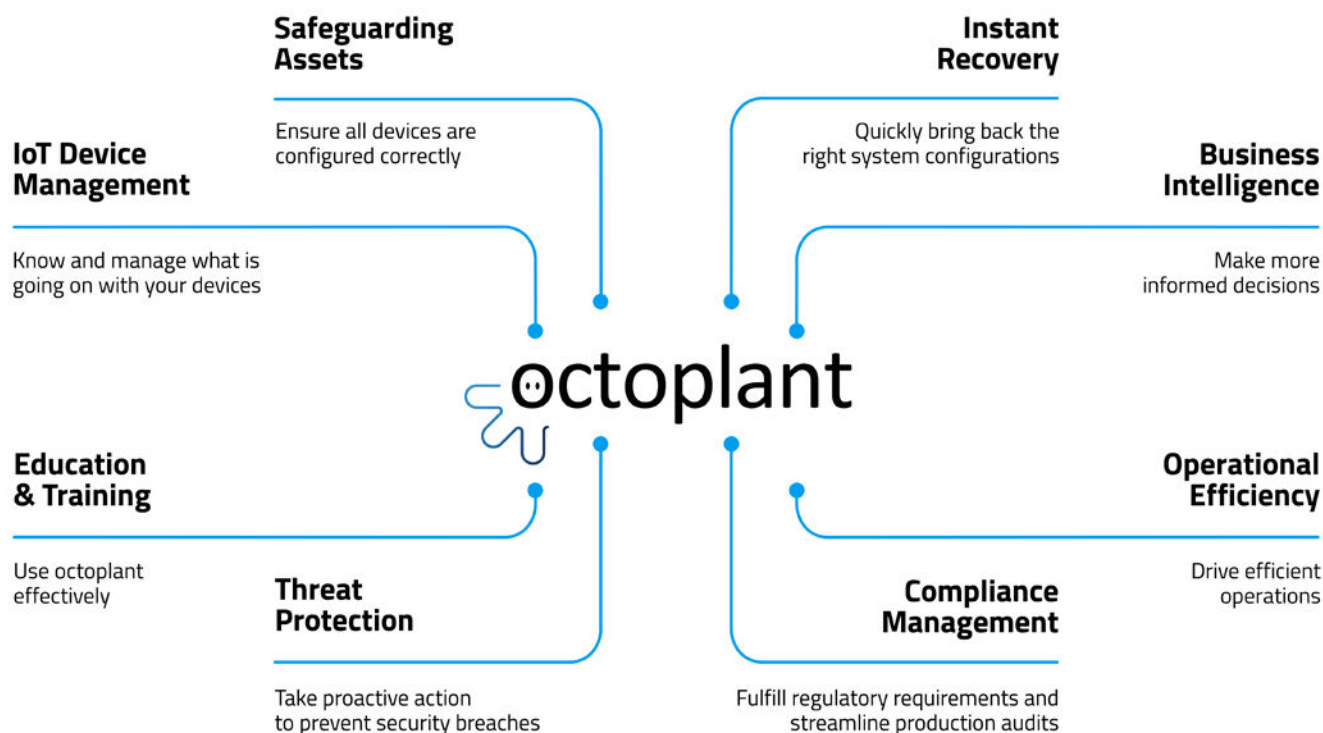 Safeguarding
Assets
Ensure all devices are
configured correctly
Instant
Recovery
Quickly bring back the
right system configurations
IoT Device
Management
Know and manage what is
going on with your devices
Business
Intelligence
Make more
informed decisions
octoplant
Education
& Training
Use octoplant
effectively
Operational
Efficiency
Drive efficient
operations
Threat
Protection
Take proactive action
to prevent security breaches
Compliance
Management
Fulfill regulatory requirements and
streamline production audits